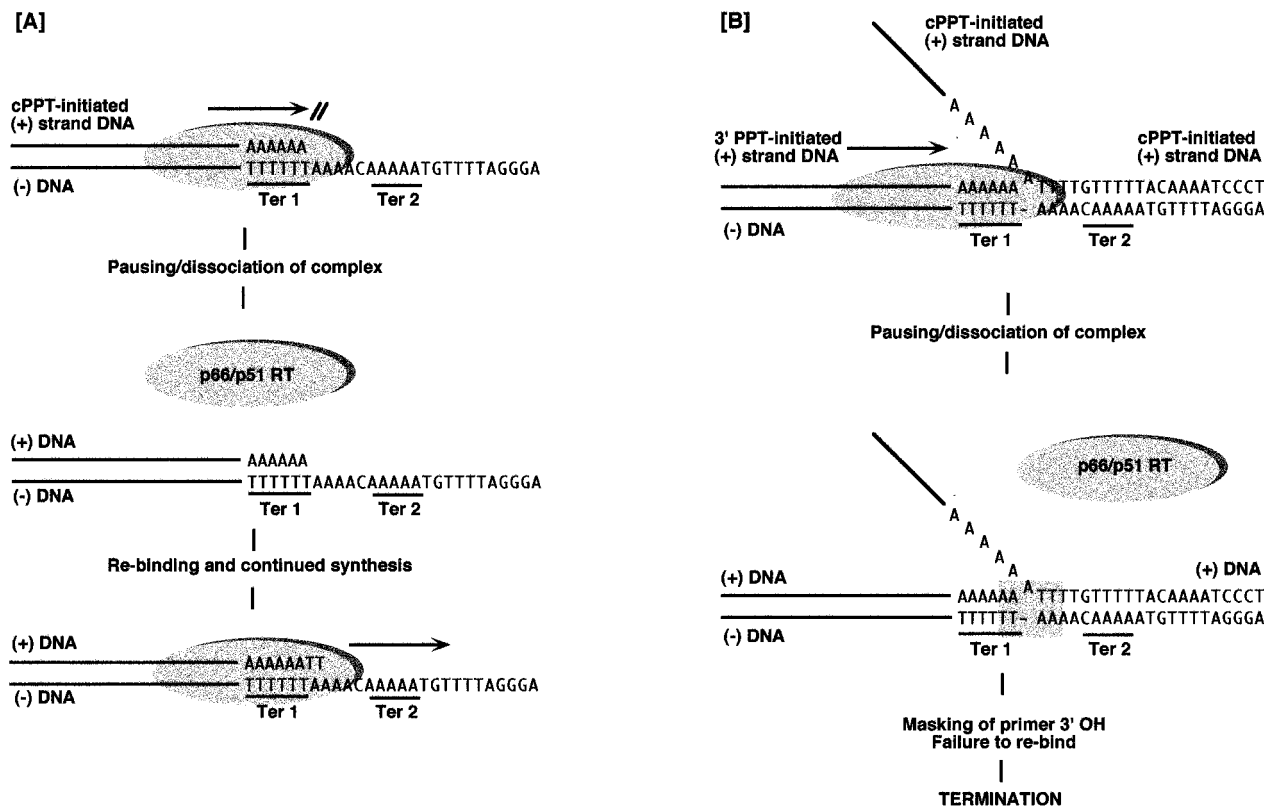 [A]
cPPT-initiated
(+) strand DNA
AAAAAA
TTTTTTAAAACAAAAATGTTTTAGGGA
(-) DNA
Ter 1
Ter 2
Pausing/dissociation of complex
p66/p51 RT
(+) DNA
AAAAAA
(-) DNA
TTTTTTAAAACAAAAATGTTTTAGGGA
Ter 1
Ter 2
Re-binding and continued synthesis
(+) DNA
AAAAAATT
(-) DNA
TTTTTTAAAACAAAAATGTTTTAGGGA
Ter 1
Ter 2
[B]
cPPT-initiated
(+) strand DNA
A
A
A
A
A
A
3' PPT-initiated
(+) strand DNA
cPPT-initiated
(+) strand DNA
AAAAAA TTTTGTTTTTACAAAATCCCT
TTTTTT- AAAACAAAAATGTTTTAGGGA
(-) DNA
Ter 1
Ter 2
Pausing/dissociation of complex
p66/p51 RT
A
A
A
A
A
A
(+) DNA
(+) DNA
AAAAAA TTTTGTTTTTACAAAATCCCT
(-) DNA
TTTTTT- AAAACAAAAATGTTTTAGGGA
Ter 1
Ter 2
Masking of primer 3' OH
Failure to re-bind
TERMINATION